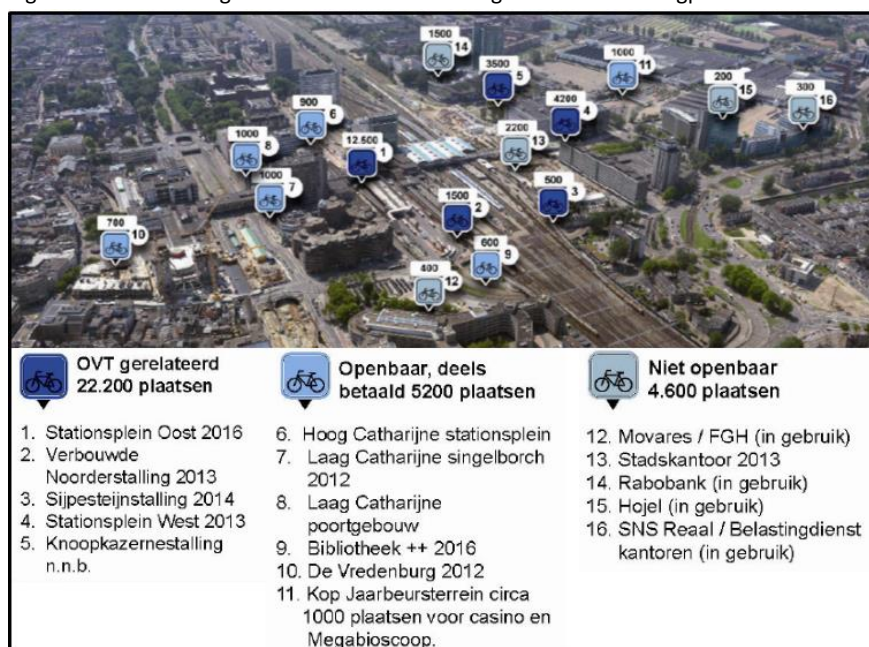 1500
14
3500
5
1000
11
200
15
300
16
900
6
4200
4
1000
8
12.500
1
2200
13
1000
7
1500
2
500
3
700
10
600
9
400
12
OVT gerelateerd
22.200 plaatsen
1. Stationsplein Oost 2016
2. Verbouwde
Noorderstalling 2013
3. Sijpesteijnstalling 2014
4. Stationsplein West 2013
5. Knoopkazernestalling
n.n.b.
Openbaar, deels
betaald 5200 plaatsen
6. Hoog Catharijne stationsplein
7. Laag Catharijne singelborch
2012
8. Laag Catharijne
poortgebouw
9. Bibliotheek ++ 2016
10. De Vredenburg 2012
11. Kop Jaarbeursterrein circa
1000 plaatsen voor casino en
Megabioscoop.
Niet openbaar
4.600 plaatsen
12. Movares / FGH (in gebruik)
13. Stadskantoor 2013
14. Rabobank (in gebruik)
15. Hojel (in gebruik)
16. SNS Reaal / Belastingdienst
kantoren (in gebruik)